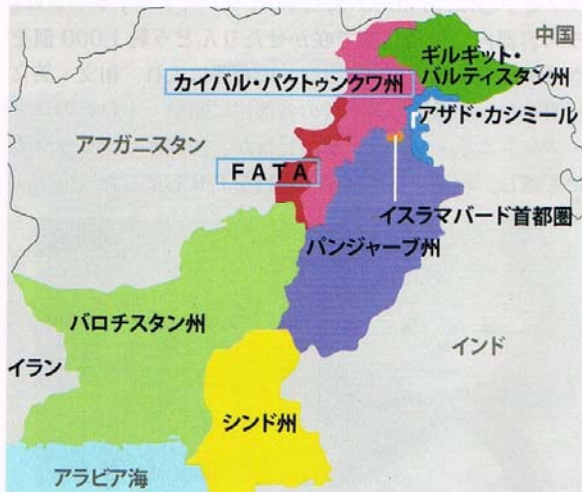 中国
ギルギット・
バルティスタン州
カイバル・パクトゥンクワ州
アザド・カシミール
アフガニスタン
FATA
イスラマバード首都圏
パンジャーブ州
バロチスタン州
イラン
インド
シンド州
アラビア海